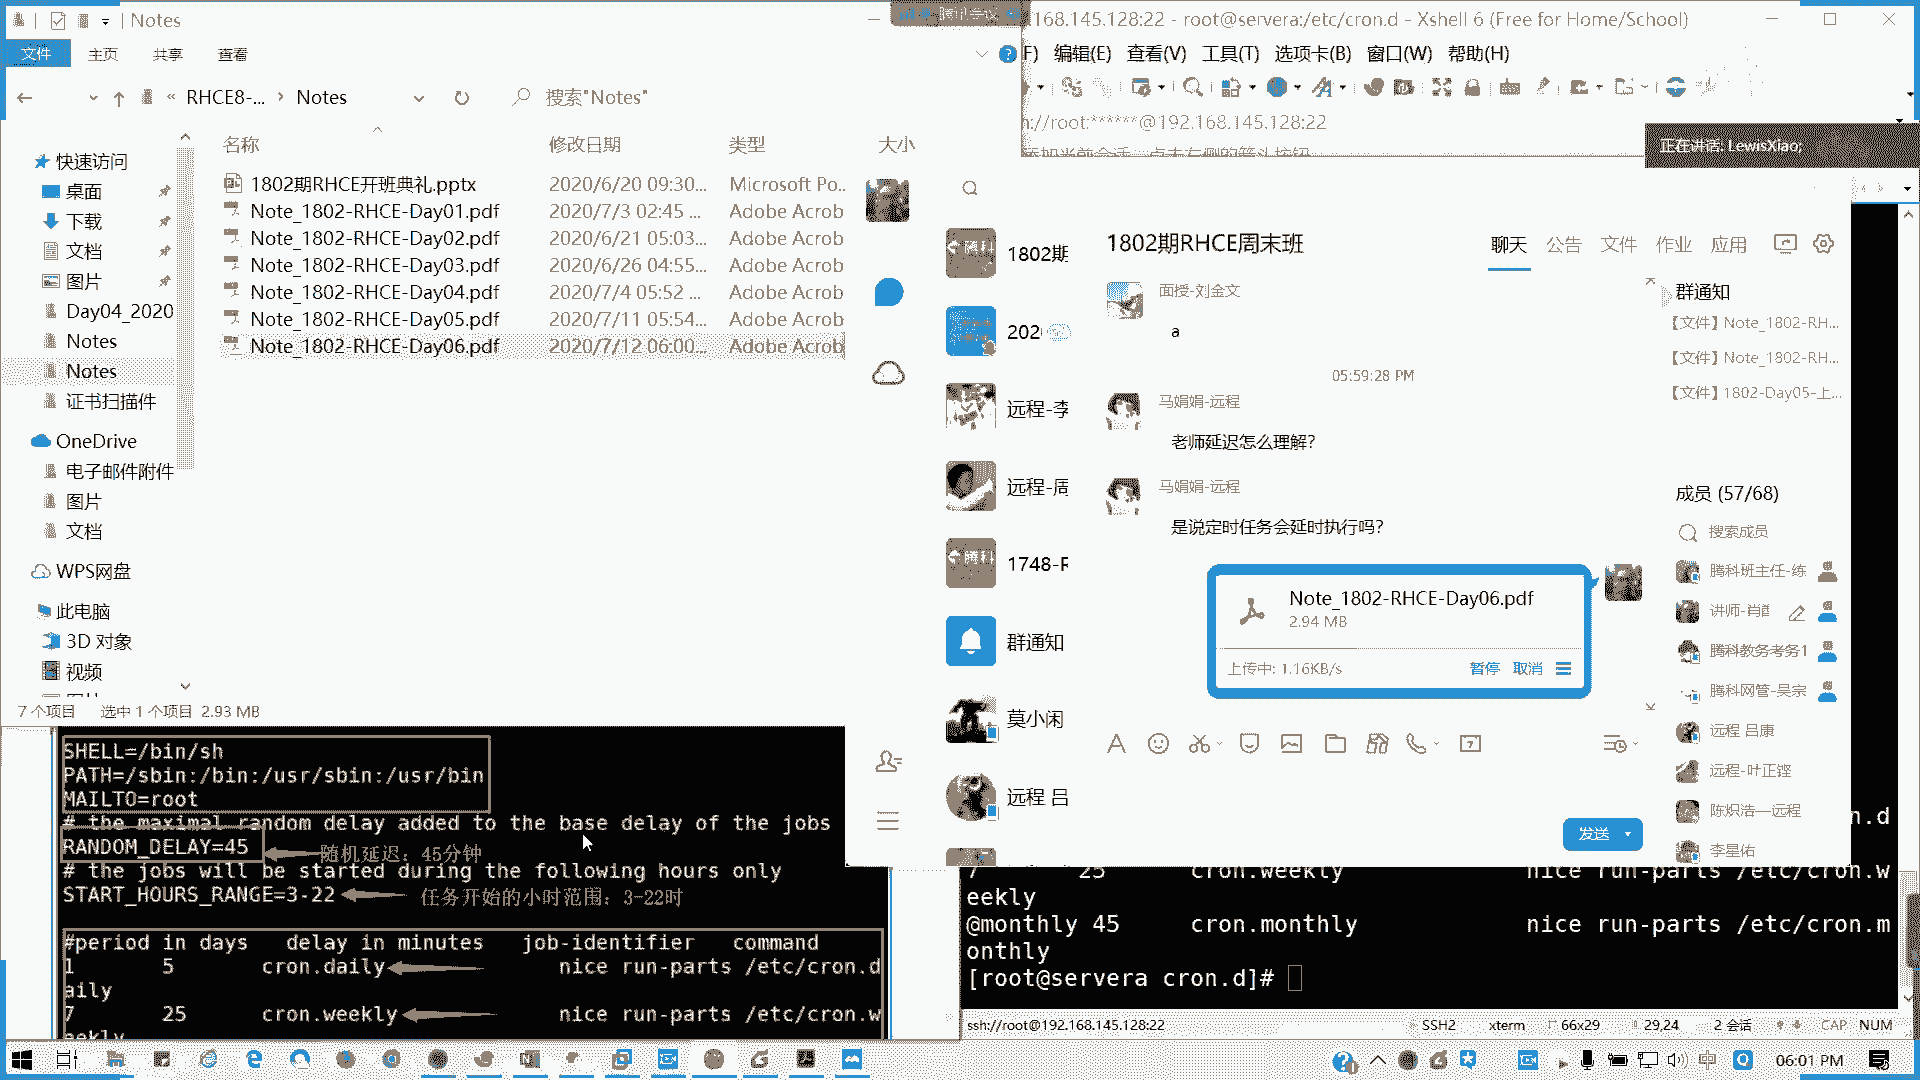 Notes
文件 主页 共享 查看
RHCE8-... › Notes
搜索"Notes"
名称 修改日期 类型 大小
1802期RHCE开班典礼.pptx 2020/6/20 09:30... Microsoft Po..
Note_1802-RHCE-Day01.pdf 2020/7/3 02:45 ... Adobe Acrob
Note_1802-RHCE-Day02.pdf 2020/6/21 05:03... Adobe Acrob
Note_1802-RHCE-Day03.pdf 2020/6/26 04:55... Adobe Acrob
Note_1802-RHCE-Day04.pdf 2020/7/4 05:52 ... Adobe Acrob
Note_1802-RHCE-Day05.pdf 2020/7/11 05:54... Adobe Acrob
Note_1802-RHCE-Day06.pdf 2020/7/12 06:00... Adobe Acrob
快速访问
桌面
下载
文档
图片
Day04_2020
Notes
Notes
证书扫描件
OneDrive
电子邮件附件
图片
文档
WPS网盘
此电脑
3D 对象
视频
7 个项目 选中 1 个项目 2.93 MB
168.145.128:22 - root@servera:/etc/cron.d - Xshell 6 (Free for Home/School)
F) 编辑(E) 查看(V) 工具(T) 选项卡(B) 窗口(W) 帮助(H)
h://root:******@192.168.145.128:22
正在讲话: LewisXiao;
1802期
202
远程-李
远程-周
1748-R
群通知
莫小闲
远程 吕
1802期RHCE周末班
聊天 公告 文件 作业 应用
面授-刘金文
a
05:59:28 PM
马娟娟-远程
老师延迟怎么理解?
马娟娟-远程
是说定时任务会延时执行吗?
Note_1802-RHCE-Day06.pdf
2.94 MB
上传中: 1.16KB/s 暂停 取消
发送
群通知
【文件】Note_1802-RH...
【文件】Note_1802-RH...
【文件】1802-Day05-上...
成员 (57/68)
搜索成员
腾科班主任-练
讲师-肖
腾科教务考务1
腾科网管-吴宗
远程 吕康
远程-叶正铿
陈炽浩—远程
李星佑
SHELL=/bin/sh
PATH=/sbin:/bin:/usr/sbin:/usr/bin
MAILTO=root
# the maximal random delay added to the base delay of the jobs
RANDOM_DELAY=45 随机延迟：45分钟
# the jobs will be started during the following hours only
START_HOURS_RANGE=3-22 任务开始的小时范围：3-22时
#period in days delay in minutes job-identifier command
1 5 cron.daily nice run-parts /etc/cron.d
aily
7 25 cron.weekly nice run-parts /etc/cron.w
eekly
n.d
7 25 cron.weekly nice run-parts /etc/cron.w
eekly
@monthly 45 cron.monthly nice run-parts /etc/cron.m
onthly
[root@servera cron.d]#
ssh://root@192.168.145.128:22 SSH2 xterm 66x29 29,24 2 会话 CAP NUM
中 06:01 PM